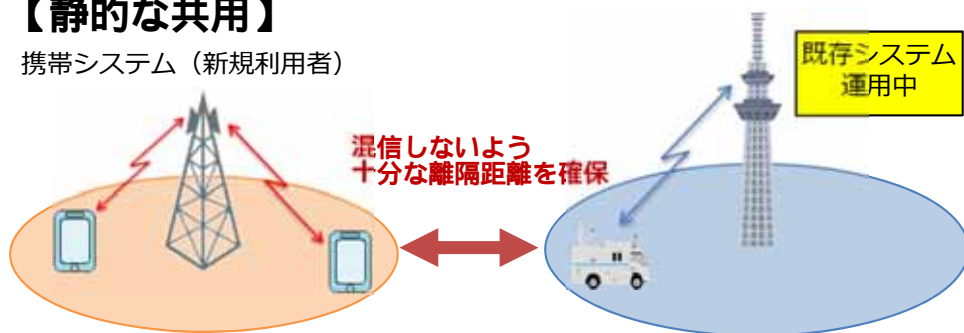 【静的な共用】
携帯システム（新規利用者）
既存システム
運用中
混信しないよう
十分な離隔距離を確保